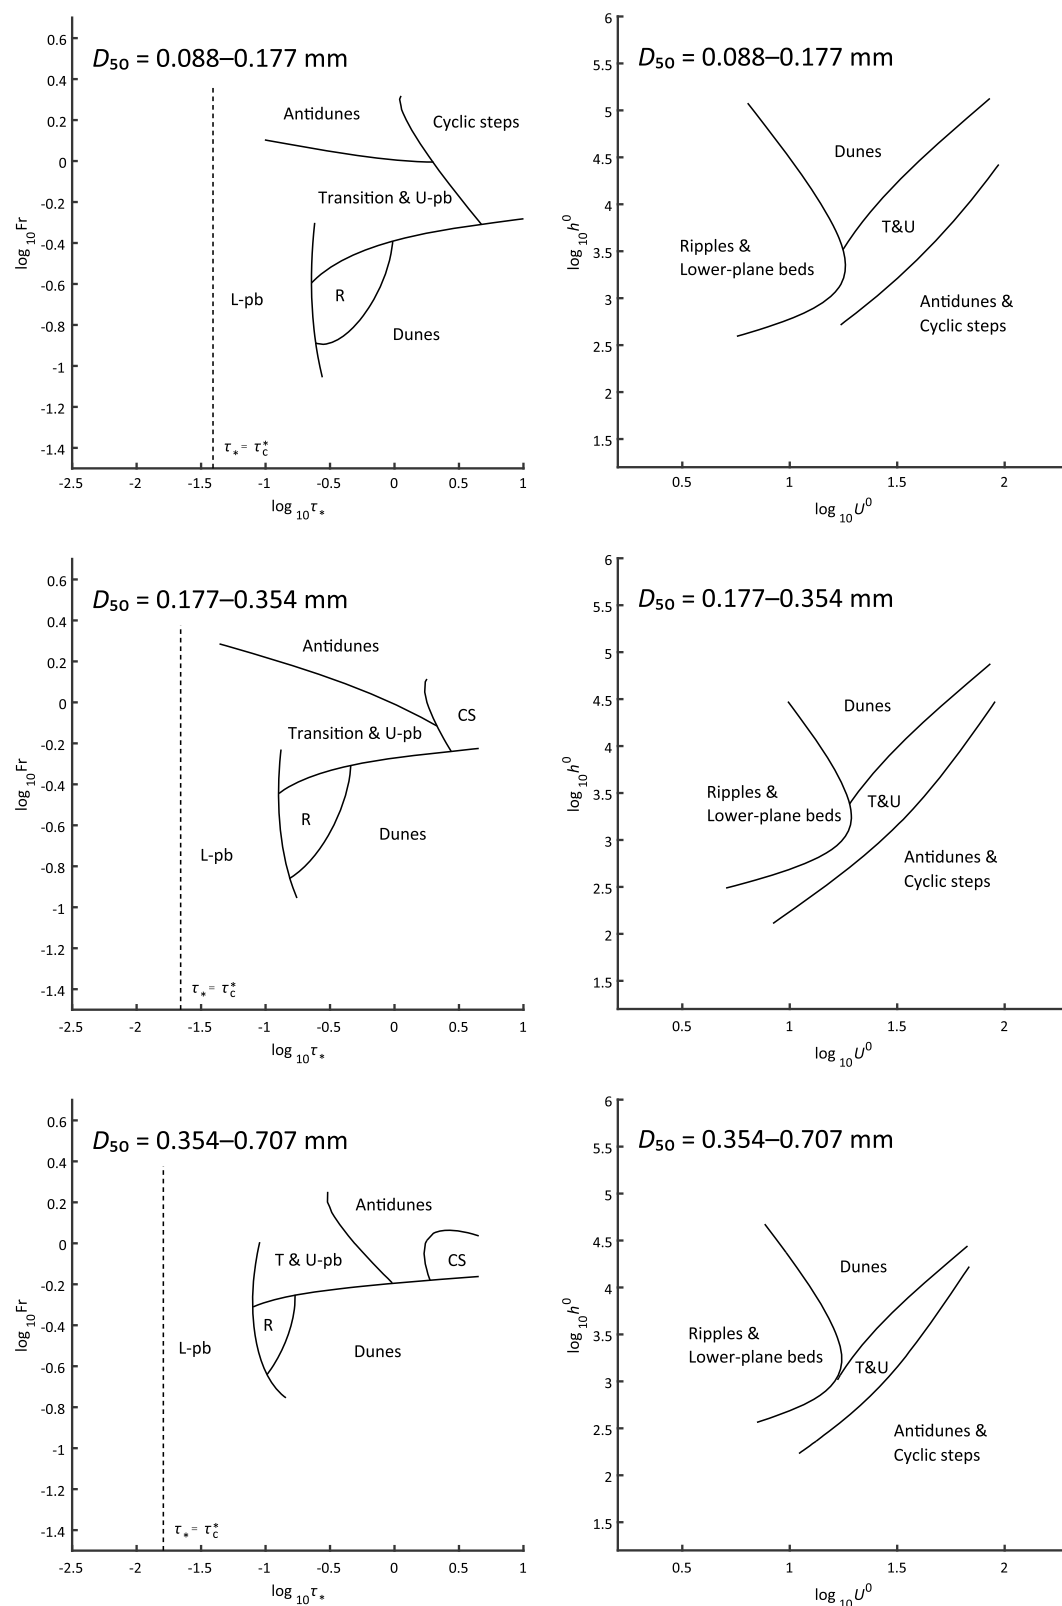 D₅₀ = 0.088–0.177 mm
0.6
0.4
0.2
0
-0.2
-0.4
-0.6
-0.8
-1
-1.2
-1.4
log₁₀Fr
Antidunes
Cyclic steps
Transition & U-pb
L-pb
R
Dunes
τ* = τc*
-2.5 -2 -1.5 -1 -0.5 0 0.5 1
log₁₀τ*
D₅₀ = 0.088–0.177 mm
6
5.5
5
4.5
4
3.5
3
2.5
2
1.5
log₁₀h⁰
Dunes
T&U
Ripples &
Lower-plane beds
Antidunes &
Cyclic steps
0.5 1 1.5 2
log₁₀U⁰
D₅₀ = 0.177–0.354 mm
0.6
0.4
0.2
0
-0.2
-0.4
-0.6
-0.8
-1
-1.2
-1.4
log₁₀Fr
Antidunes
CS
Transition & U-pb
R
Dunes
L-pb
τ* = τc*
-2.5 -2 -1.5 -1 -0.5 0 0.5 1
log₁₀τ*
D₅₀ = 0.177–0.354 mm
6
5.5
5
4.5
4
3.5
3
2.5
2
1.5
log₁₀h⁰
Dunes
Ripples &
Lower-plane beds
T&U
Antidunes &
Cyclic steps
0.5 1 1.5 2
log₁₀U⁰
D₅₀ = 0.354–0.707 mm
0.6
0.4
0.2
0
-0.2
-0.4
-0.6
-0.8
-1
-1.2
-1.4
log₁₀Fr
Antidunes
T & U-pb
CS
R
L-pb
Dunes
τ* = τc*
-2.5 -2 -1.5 -1 -0.5 0 0.5 1
log₁₀τ*
D₅₀ = 0.354–0.707 mm
6
5.5
5
4.5
4
3.5
3
2.5
2
1.5
log₁₀h⁰
Dunes
Ripples &
Lower-plane beds
T&U
Antidunes &
Cyclic steps
0.5 1 1.5 2
log₁₀U⁰